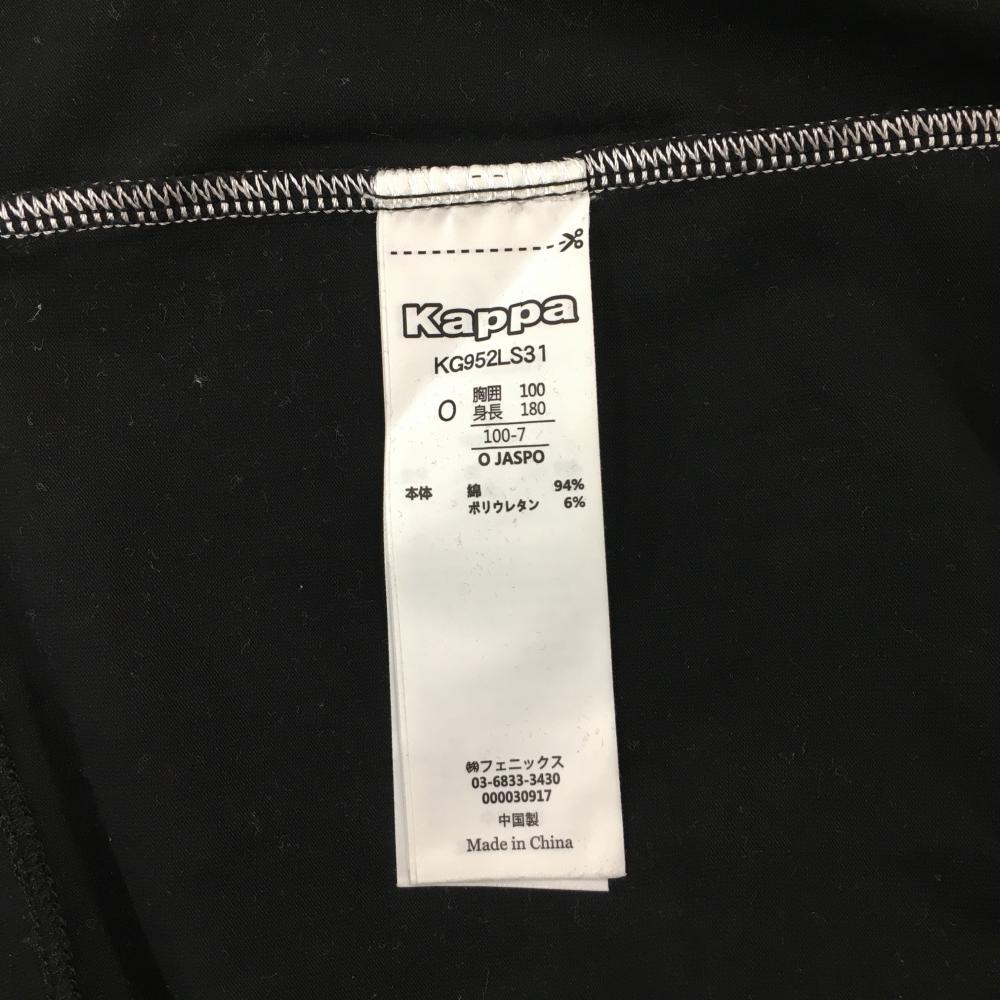 Kappa
KG952LS31
O 胸囲 100
身長 180
100-7
O JASPO
本体 綿 94%
ポリウレタン 6%
㈱フェニックス
03-6833-3430
000030917
中国製
Made in China